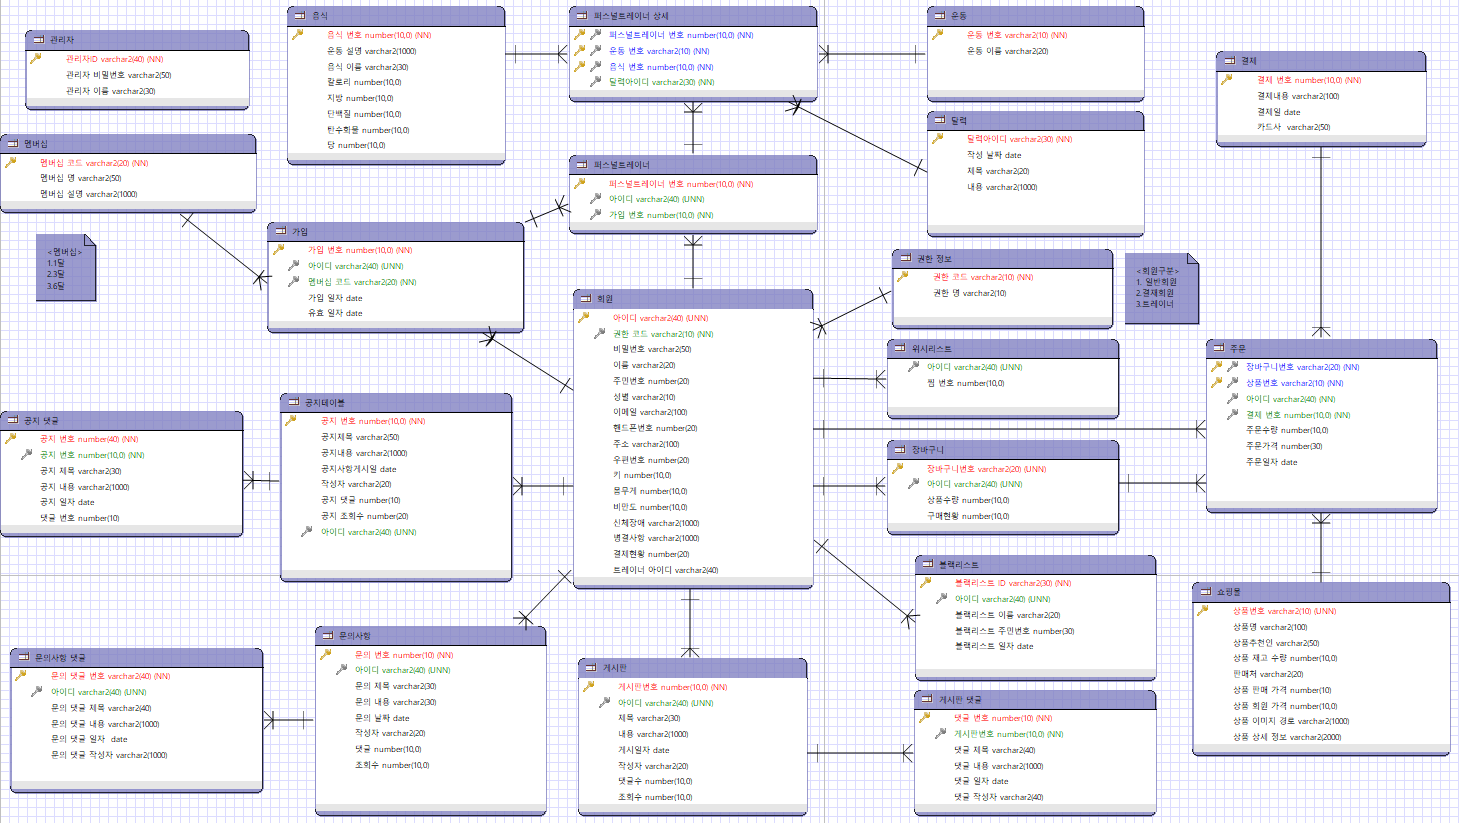 관리자
관리자ID varchar2(40) (NN)
관리자 비밀번호 varchar2(50)
관리자 이름 varchar2(30)
음식
음식 번호 number(10,0) (NN)
운동 설명 varchar2(1000)
음식 이름 varchar2(30)
칼로리 number(10,0)
지방 number(10,0)
단백질 number(10,0)
탄수화물 number(10,0)
당 number(10,0)
퍼스널트레이너 상세
퍼스널트레이너 번호 number(10,0) (NN)
운동 번호 varchar2(10) (NN)
음식 번호 number(10,0) (NN)
달력아이디 varchar2(30) (NN)
운동
운동 번호 varchar2(10) (NN)
운동 이름 varchar2(20)
결제
결제 번호 number(10,0) (NN)
결제내용 varchar2(100)
결제일 date
카드사 varchar2(50)
달력
달력아이디 varchar2(30) (NN)
작성 날짜 date
제목 varchar2(20)
내용 varchar2(1000)
멤버십
멤버십 코드 varchar2(20) (NN)
멤버십 명 varchar2(50)
멤버십 설명 varchar2(1000)
퍼스널트레이너
퍼스널트레이너 번호 number(10,0) (NN)
아이디 varchar2(40) (UNN)
가입 번호 number(10,0) (NN)
<멤버십>
1.1달
2.3달
3.6달
가입
가입 번호 number(10,0) (NN)
아이디 varchar2(40) (UNN)
멤버십 코드 varchar2(20) (NN)
가입 일자 date
유효 일자 date
권한 정보
권한 코드 varchar2(10) (NN)
권한 명 varchar2(10)
<회원구분>
1. 일반회원
2.결재회원
3.트레이너
회원
아이디 varchar2(40) (UNN)
권한 코드 varchar2(10) (NN)
비밀번호 varchar2(50)
이름 varchar2(20)
주민번호 number(20)
성별 varchar2(10)
이메일 varchar2(100)
핸드폰번호 number(20)
주소 varchar2(100)
우편번호 number(20)
키 number(10,0)
몸무게 number(10,0)
비만도 number(10,0)
신체장애 varchar2(1000)
병결사항 varchar2(1000)
결제현황 number(20)
트레이너 아이디 varchar2(40)
위시리스트
아이디 varchar2(40) (UNN)
찜 번호 number(10,0)
주문
장바구니번호 varchar2(20) (NN)
상품번호 varchar2(10) (NN)
아이디 varchar2(40) (NN)
결제 번호 number(10,0) (NN)
주문수량 number(10,0)
주문가격 number(30)
주문일자 date
공지 댓글
공지 번호 number(40) (NN)
공지 번호 number(10,0) (NN)
공지 제목 varchar2(30)
공지 내용 varchar2(1000)
공지 일자 date
댓글 번호 number(10)
공지테이블
공지 번호 number(10,0) (NN)
공지제목 varchar2(50)
공지내용 varchar2(1000)
공지사항게시일 date
작성자 varchar2(20)
공지 댓글 number(10)
공지 조회수 number(20)
아이디 varchar2(40) (UNN)
장바구니
장바구니번호 varchar2(20) (UNN)
아이디 varchar2(40) (UNN)
상품수량 number(10,0)
구매현황 number(10,0)
블랙리스트
블랙리스트 ID varchar2(30) (NN)
아이디 varchar2(40) (UNN)
블랙리스트 이름 varchar2(20)
블랙리스트 주민번호 number(30)
블랙리스트 일자 date
쇼핑몰
상품번호 varchar2(10) (UNN)
상품명 varchar2(100)
상품추천인 varchar2(50)
상품 재고 수량 number(10,0)
판매처 varchar2(20)
상품 판매 가격 number(10)
상품 회원 가격 number(10,0)
상품 이미지 경로 varchar2(1000)
상품 상세 정보 varchar2(2000)
문의사항 댓글
문의 댓글 번호 varchar2(40) (NN)
아이디 varchar2(40) (UNN)
문의 댓글 제목 varchar2(40)
문의 댓글 내용 varchar2(1000)
문의 댓글 일자 date
문의 댓글 작성자 varchar2(1000)
문의사항
문의 번호 number(10) (NN)
아이디 varchar2(40) (UNN)
문의 제목 varchar2(30)
문의 내용 varchar2(30)
문의 날짜 date
작성자 varchar2(20)
댓글 number(10,0)
조회수 number(10,0)
게시판
게시판번호 number(10,0) (NN)
아이디 varchar2(40) (UNN)
제목 varchar2(30)
내용 varchar2(1000)
게시일자 date
작성자 varchar2(20)
댓글수 number(10,0)
조회수 number(10,0)
게시판 댓글
댓글 번호 number(10) (NN)
게시판번호 number(10,0) (NN)
댓글 제목 varchar2(40)
댓글 내용 varchar2(1000)
댓글 일자 date
댓글 작성자 varchar2(40)